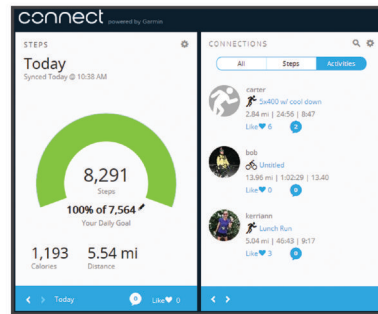 connect powered by Garmin
STEPS
Today
Synced Today @ 10:38 AM
8,291
Steps
100% of 7,564
Your Daily Goal
1,193
Calories
5.54 mi
Distance
Today
0
Like 0
CONNECTIONS
All
Steps
Activities
carter
5x400 w/ cool down
2.84 mi | 24:56 | 8:47
Like 6
2
bob
Untitled
13.96 mi | 1:02:29 | 13.40
Like 0
0
kerriann
Lunch Run
5.04 mi | 46:43 | 9:17
Like 3
0